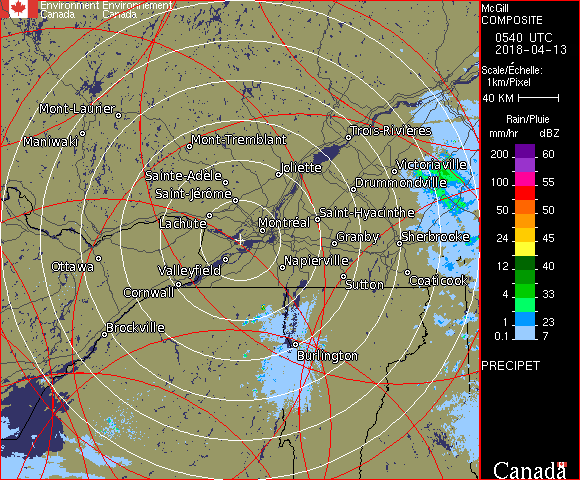 Environment Environnement
Canada Canada
McGill
COMPOSITE
0540 UTC
2018-04-13
Scale/Échelle:
1km/Pixel
40 KM
Rain/Pluie
mm/hr dBZ
200 60
100 55
50 50
24 45
12 40
4 33
1 23
0.1 7
PRECIPET
Canada
Mont-Laurier
Maniwaki
Mont-Tremblant
Trois-Rivières
Sainte-Adèle
Joliette
Victoriaville
Saint-Jérôme
Drummondville
Lachute
Montréal
Saint-Hyacinthe
Granby
Sherbrooke
Ottawa
Valleyfield
Napierville
Cornwall
Sutton
Coaticook
Brockville
Burlington